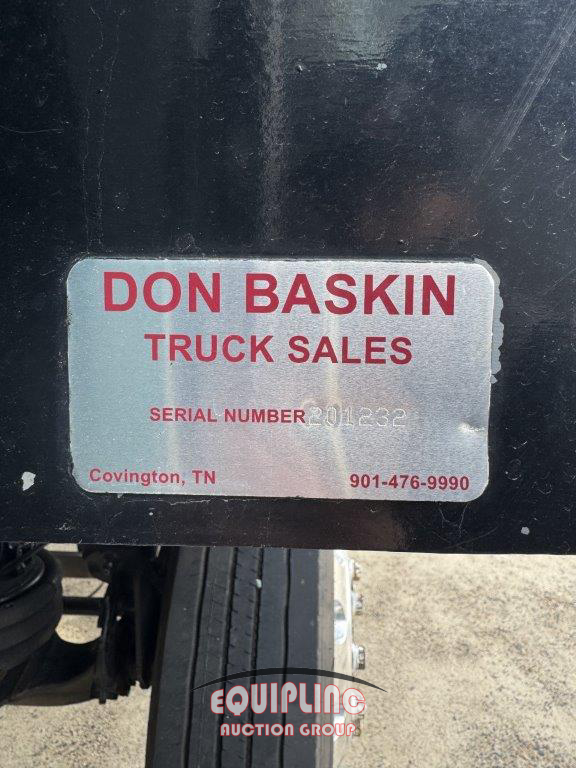 DON BASKIN
TRUCK SALES
SERIAL NUMBER 201232
Covington, TN 901-476-9990
EQUIPLINC
AUCTION GROUP